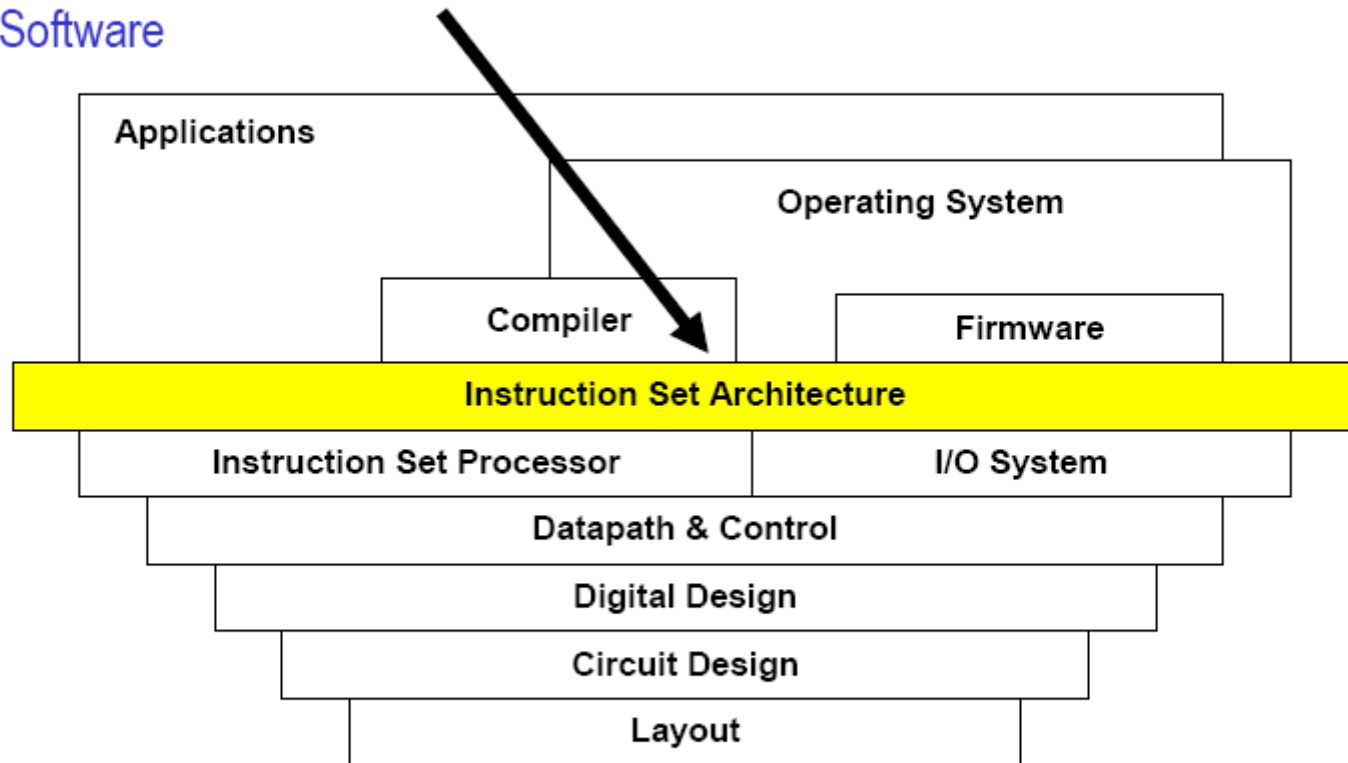 Software
Applications
Operating System
Compiler
Firmware
Instruction Set Architecture
Instruction Set Processor
I/O System
Datapath & Control
Digital Design
Circuit Design
Layout